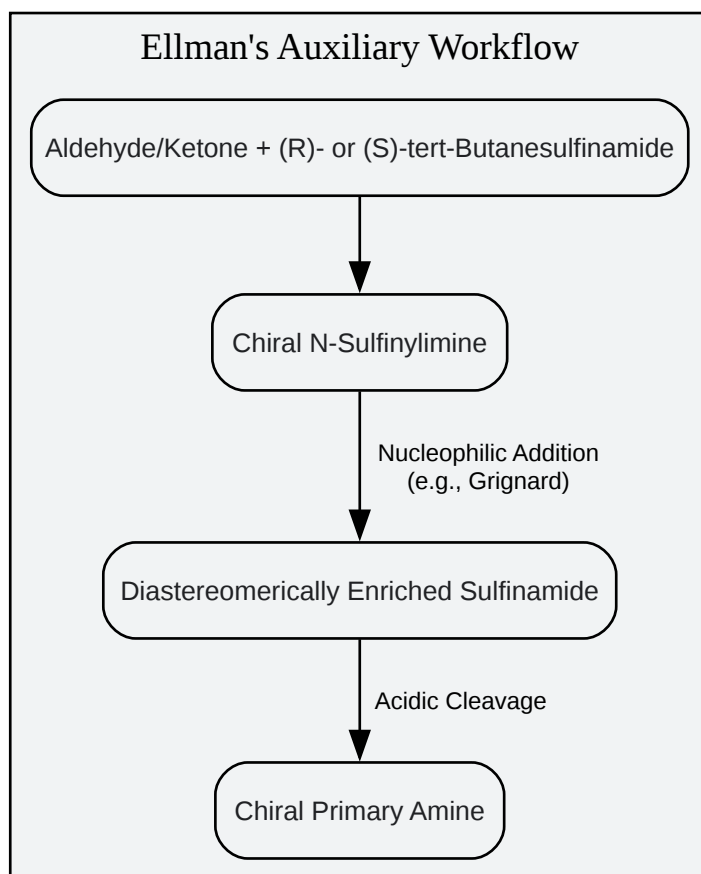 Ellman's Auxiliary Workflow
Aldehyde/Ketone + (R)- or (S)-tert-Butanesulfinamide
Chiral N-Sulfinylimine
Nucleophilic Addition
(e.g., Grignard)
Diastereomerically Enriched Sulfinamide
Acidic Cleavage
Chiral Primary Amine